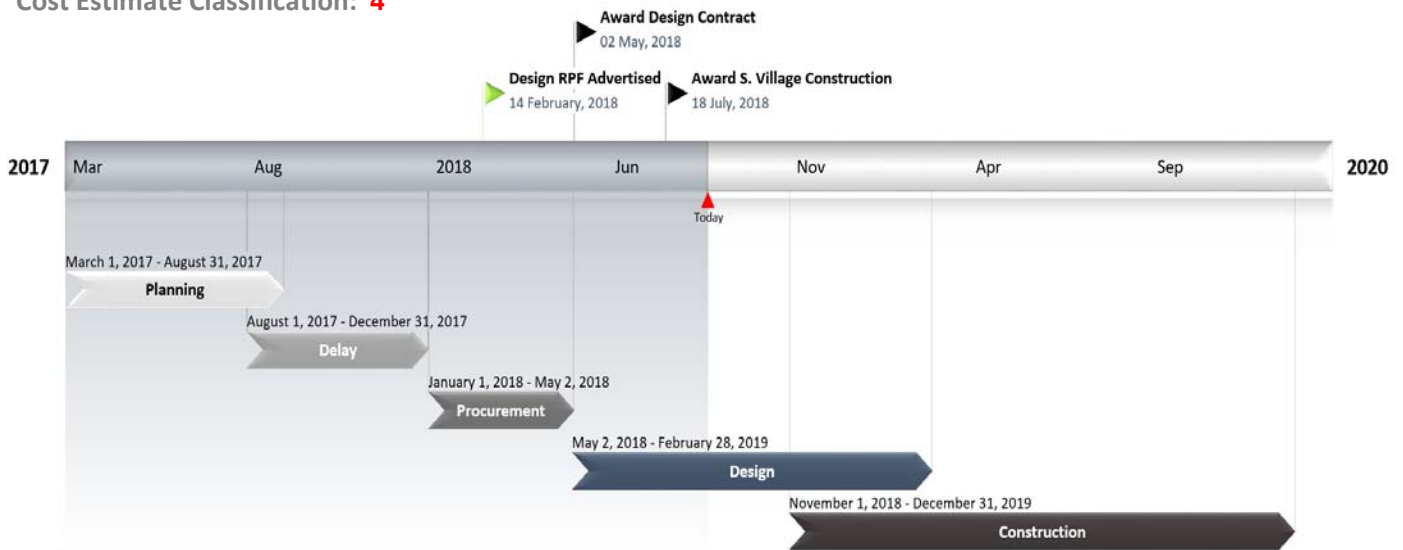 Cost Estimate Classification: 4
Award Design Contract
02 May, 2018
Design RPF Advertised
14 February, 2018
Award S. Village Construction
18 July, 2018
2017 Mar Aug 2018 Jun Nov Apr Sep 2020
Today
March 1, 2017 - August 31, 2017
Planning
August 1, 2017 - December 31, 2017
Delay
January 1, 2018 - May 2, 2018
Procurement
May 2, 2018 - February 28, 2019
Design
November 1, 2018 - December 31, 2019
Construction